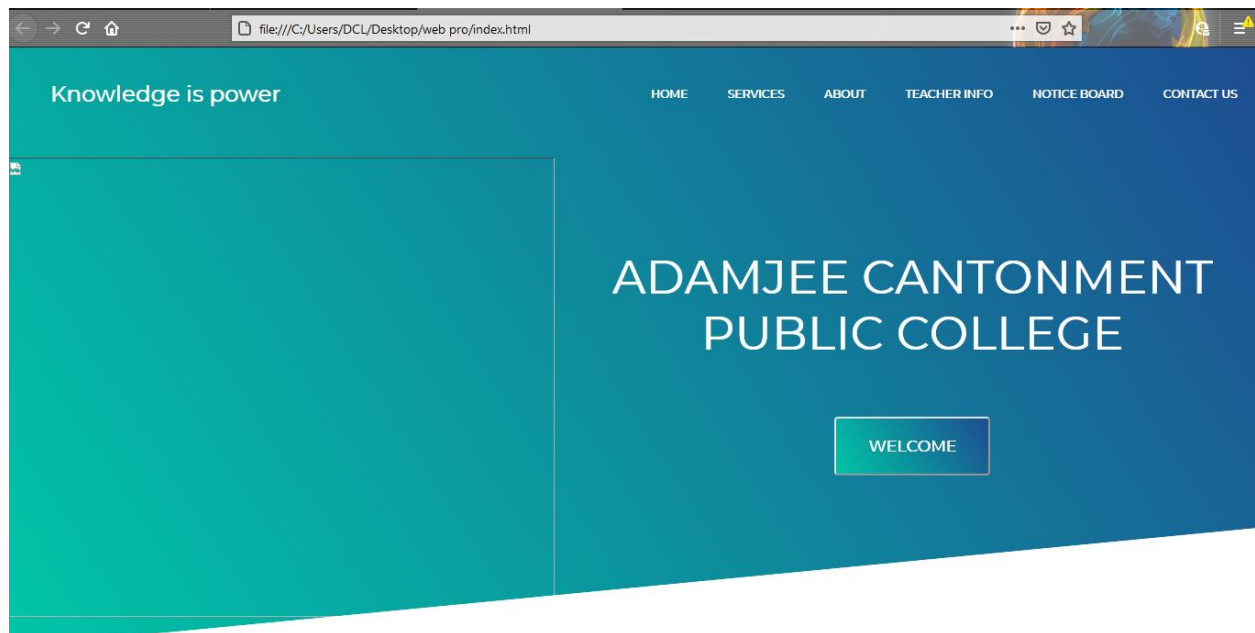 file:///C:/Users/DCL/Desktop/web pro/index.html
Knowledge is power
HOME SERVICES ABOUT TEACHER INFO NOTICE BOARD CONTACT US
ADAMJEE CANTONMENT
PUBLIC COLLEGE
WELCOME